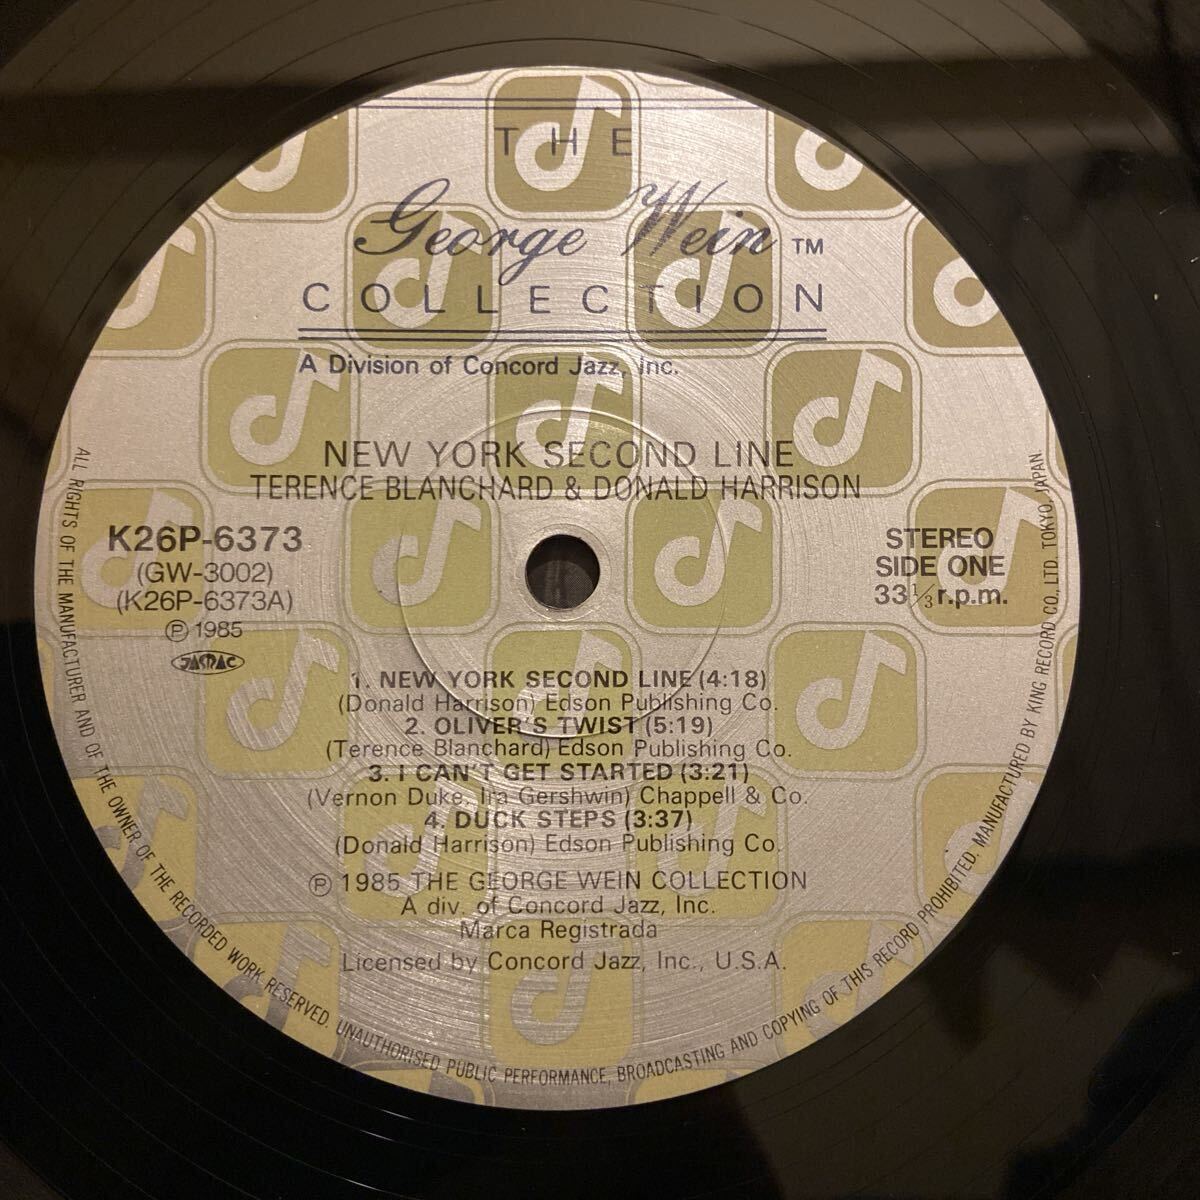 THE
George Wein TM
COLLECTION
A Division of Concord Jazz, Inc.
NEW YORK SECOND LINE
TERENCE BLANCHARD & DONALD HARRISON
K26P-6373
(GW-3002)
(K26P-6373A)
Ⓟ 1985
JASRAC
STEREO
SIDE ONE
33⅓ r.p.m.
1. NEW YORK SECOND LINE (4:18)
(Donald Harrison) Edson Publishing Co.
2. OLIVER'S TWIST (5:19)
(Terence Blanchard) Edson Publishing Co.
3. I CAN'T GET STARTED (3:21)
(Vernon Duke, Ira Gershwin) Chappell & Co.
4. DUCK STEPS (3:37)
(Donald Harrison) Edson Publishing Co.
Ⓟ 1985 THE GEORGE WEIN COLLECTION
A div. of Concord Jazz, Inc.
Marca Registrada
Licensed by Concord Jazz, Inc., U.S.A.
ALL RIGHTS OF THE MANUFACTURER AND OF THE OWNER OF THE RECORDED WORK RESERVED. UNAUTHORISED PUBLIC PERFORMANCE, BROADCASTING AND COPYING OF THIS RECORD PROHIBITED. MANUFACTURED BY KING RECORD CO., LTD. TOKYO, JAPAN.